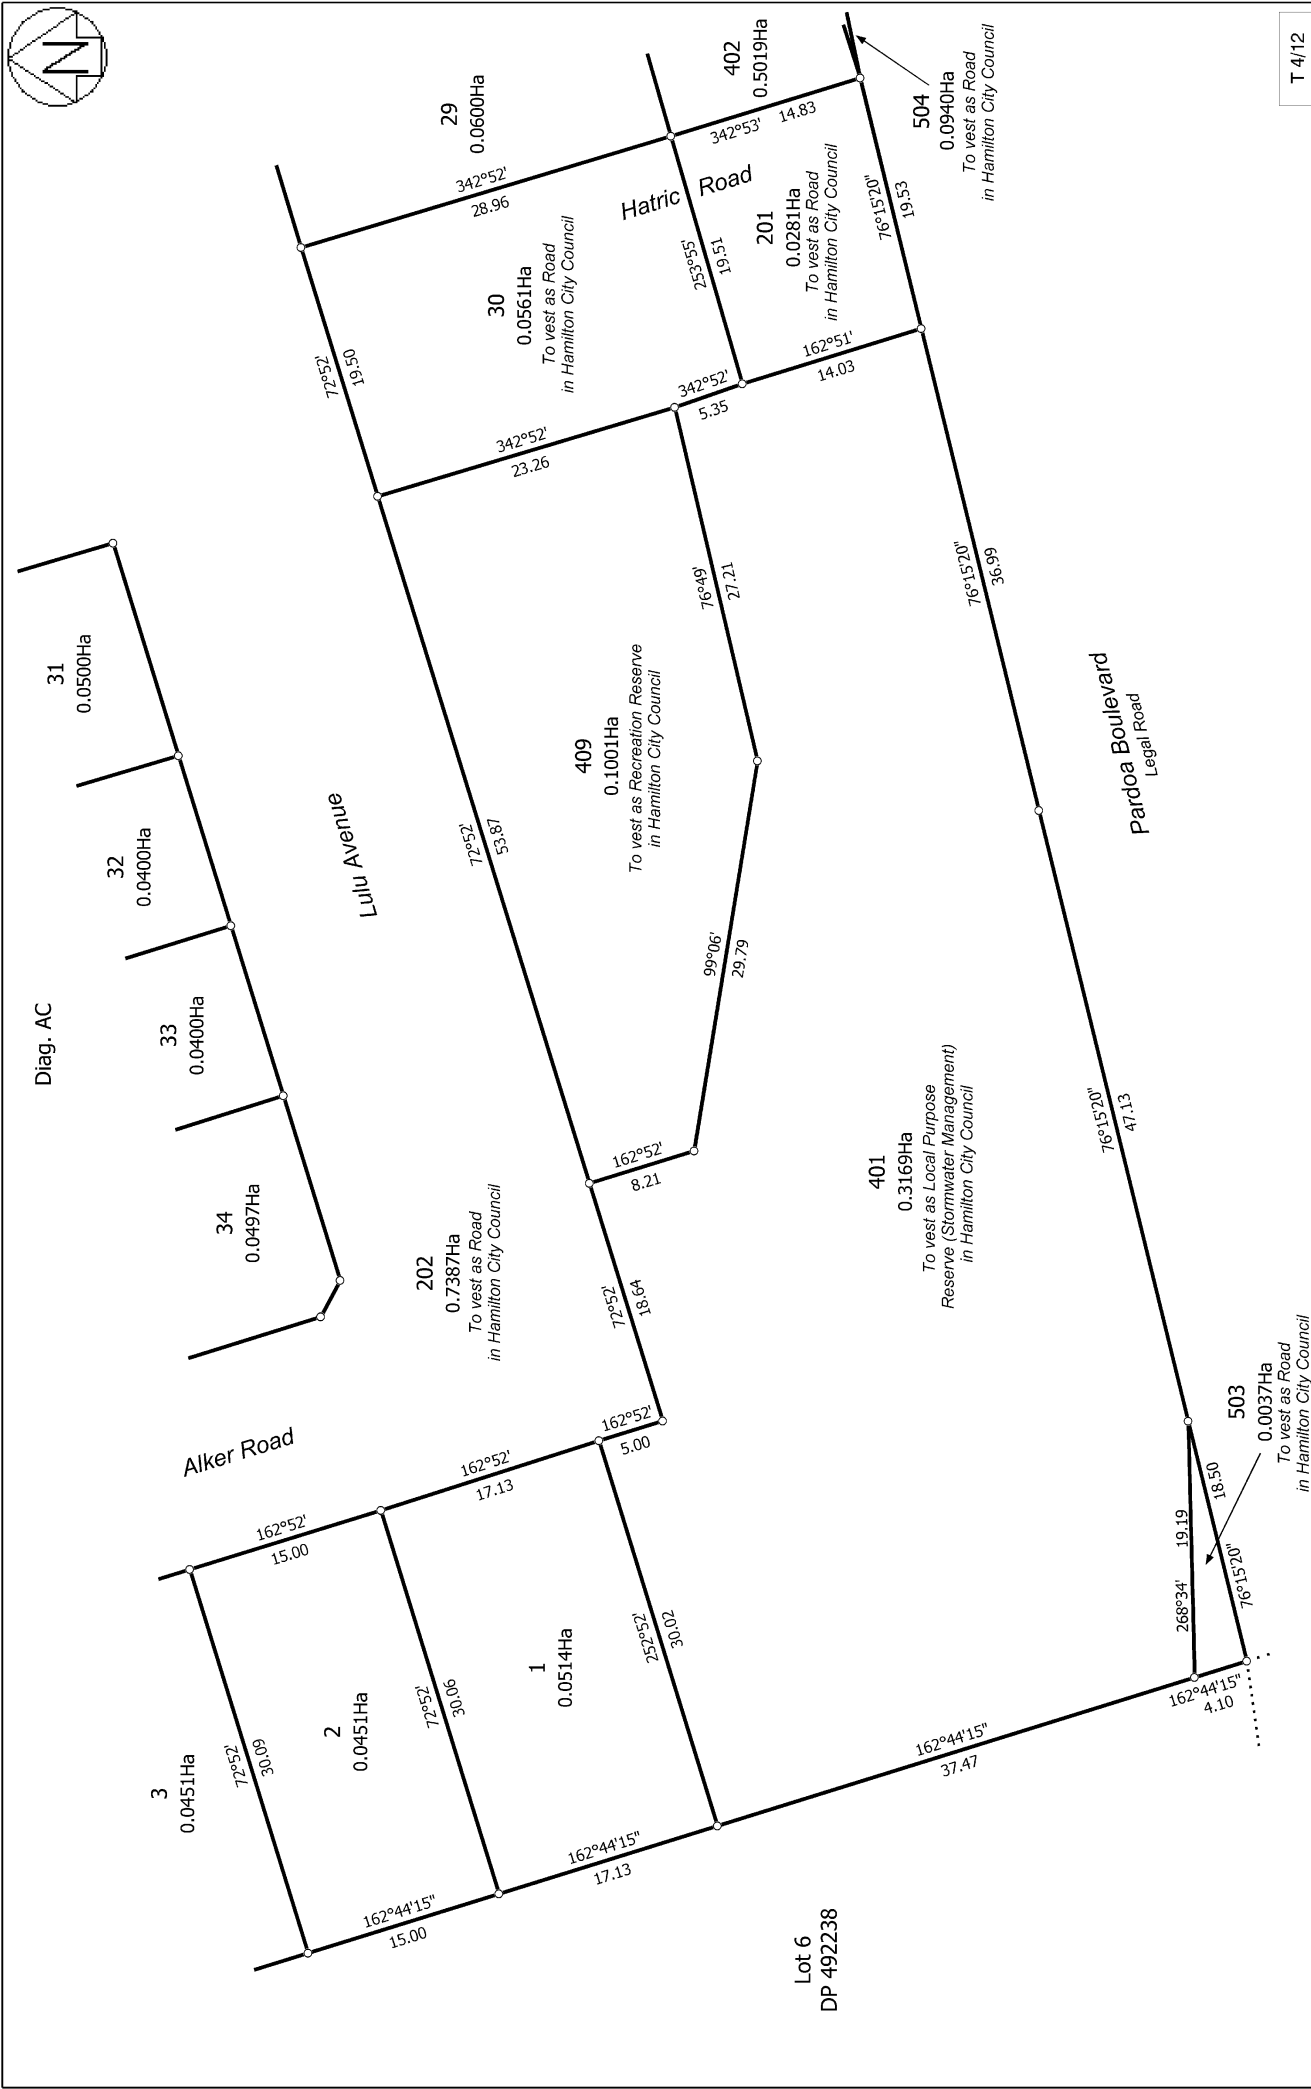 N
Diag. AC
T 4/12
31
0.0500Ha
32
0.0400Ha
33
0.0400Ha
34
0.0497Ha
29
0.0600Ha
402
0.5019Ha
504
0.0940Ha
To vest as Road
in Hamilton City Council
342°52'
28.96
342°53'
14.83
Hatric Road
30
0.0561Ha
To vest as Road
in Hamilton City Council
72°52'
19.50
253°55'
19.51
201
0.0281Ha
To vest as Road
in Hamilton City Council
76°15'20"
19.53
342°52'
23.26
342°52'
5.35
162°51'
14.03
Lulu Avenue
72°52'
53.87
409
0.1001Ha
To vest as Recreation Reserve
in Hamilton City Council
76°49'
27.21
99°06'
29.79
76°15'20"
36.99
Pardoa Boulevard
Legal Road
162°52'
8.21
72°52'
18.64
202
0.7387Ha
To vest as Road
in Hamilton City Council
401
0.3169Ha
To vest as Local Purpose
Reserve (Stormwater Management)
in Hamilton City Council
76°15'20"
47.13
Alker Road
162°52'
15.00
162°52'
17.13
162°52'
5.00
3
0.0451Ha
72°52'
30.09
2
0.0451Ha
72°52'
30.06
1
0.0514Ha
252°52'
30.02
162°44'15"
15.00
162°44'15"
17.13
162°44'15"
37.47
162°44'15"
4.10
268°34'
19.19
76°15'20"
18.50
503
0.0037Ha
To vest as Road
in Hamilton City Council
Lot 6
DP 492238